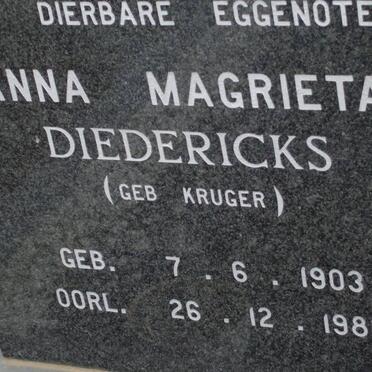 DIERBARE EGGENOTE
ANNA MAGRIETA
DIEDERICKS
(GEB KRUGER)
GEB. 7 . 6 . 1903
OORL. 26 . 12 . 198